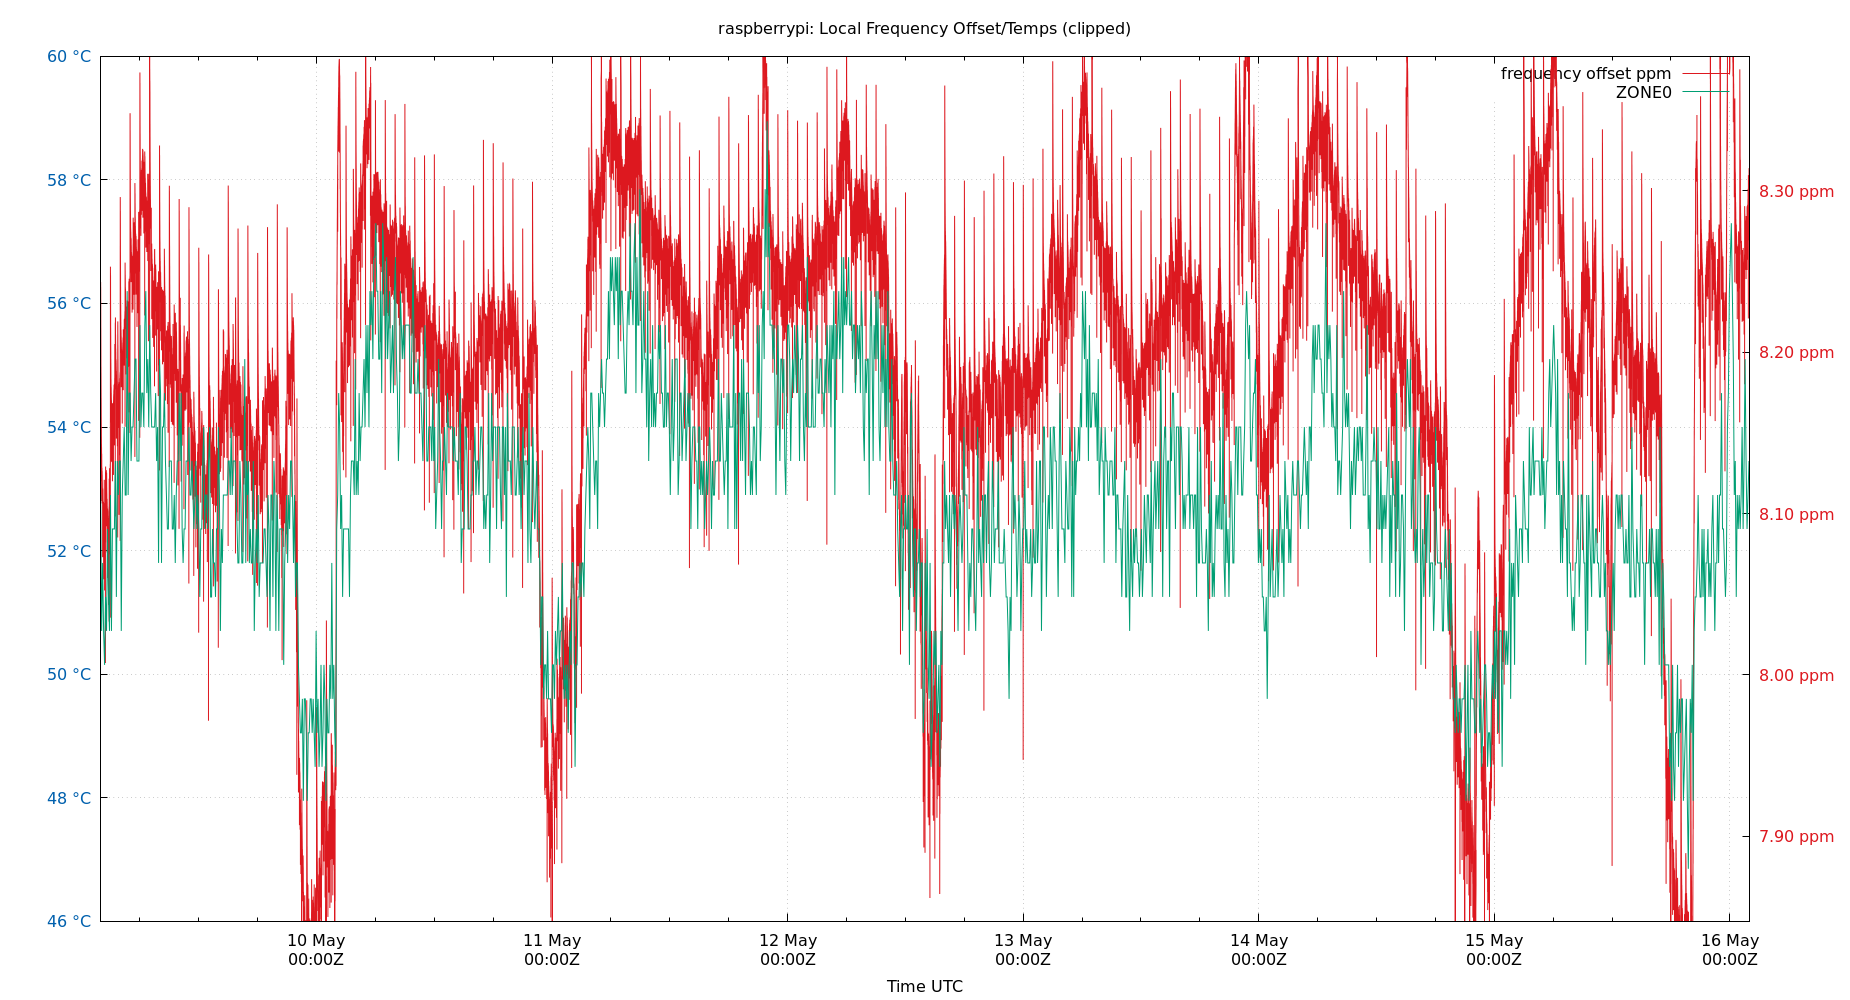 raspberrypi: Local Frequency Offset/Temps (clipped)
60 °C
58 °C
56 °C
54 °C
52 °C
50 °C
48 °C
46 °C
frequency offset ppm
ZONE0
8.30 ppm
8.20 ppm
8.10 ppm
8.00 ppm
7.90 ppm
10 May
00:00Z
11 May
00:00Z
12 May
00:00Z
13 May
00:00Z
14 May
00:00Z
15 May
00:00Z
16 May
00:00Z
Time UTC